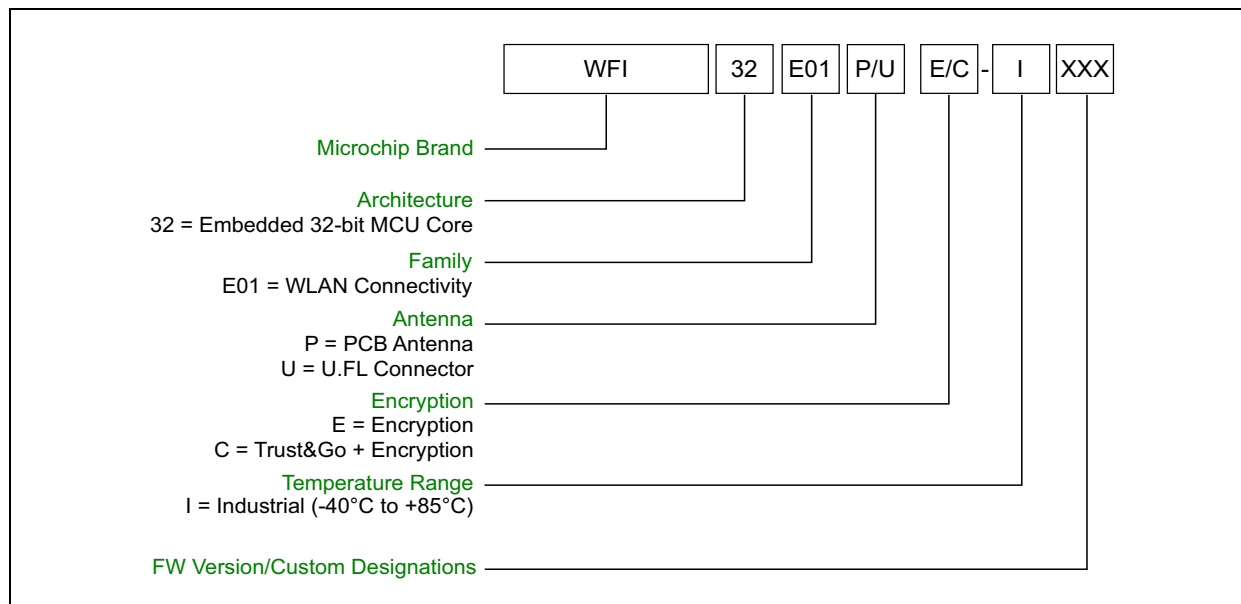 WFI 32 E01 P/U E/C - I XXX
Microchip Brand
Architecture
32 = Embedded 32-bit MCU Core
Family
E01 = WLAN Connectivity
Antenna
P = PCB Antenna
U = U.FL Connector
Encryption
E = Encryption
C = Trust&Go + Encryption
Temperature Range
I = Industrial (-40°C to +85°C)
FW Version/Custom Designations